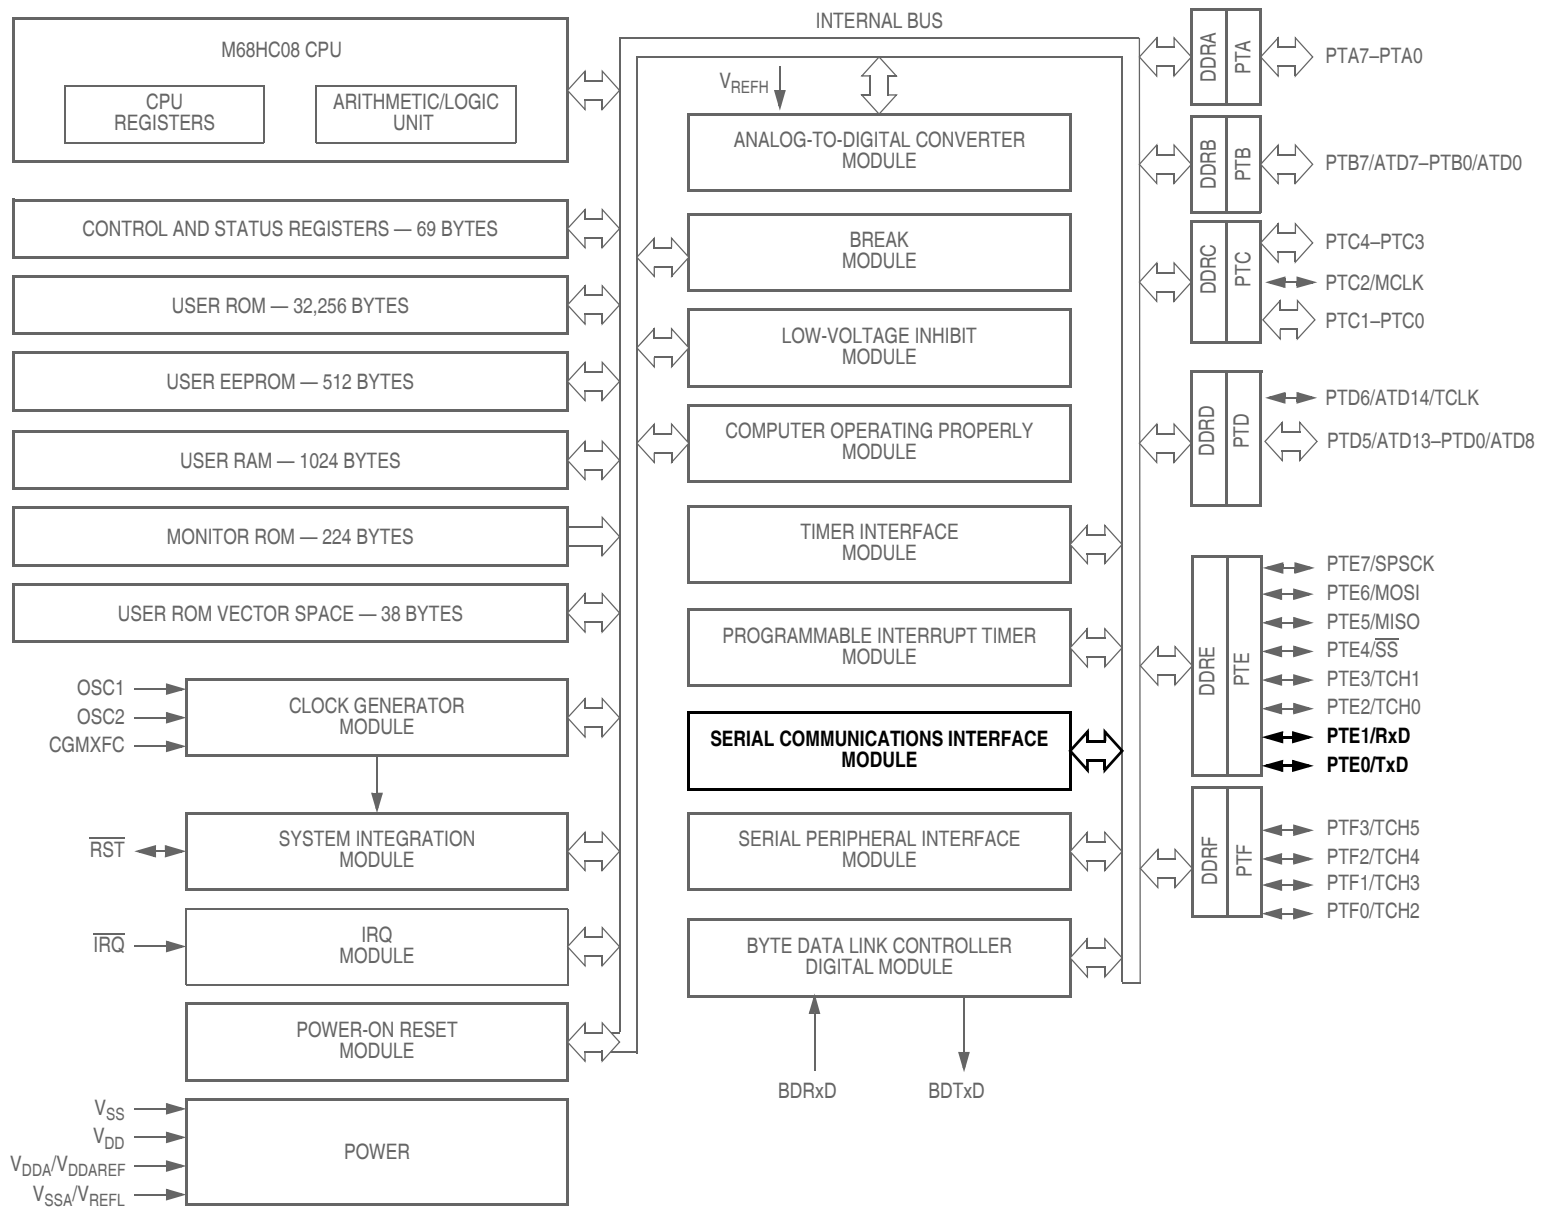 INTERNAL BUS
M68HC08 CPU
CPU
REGISTERS
ARITHMETIC/LOGIC
UNIT
CONTROL AND STATUS REGISTERS — 69 BYTES
USER ROM — 32,256 BYTES
USER EEPROM — 512 BYTES
USER RAM — 1024 BYTES
MONITOR ROM — 224 BYTES
USER ROM VECTOR SPACE — 38 BYTES
OSC1
OSC2
CGMXFC
CLOCK GENERATOR
MODULE
RST
SYSTEM INTEGRATION
MODULE
IRQ
IRQ
MODULE
POWER-ON RESET
MODULE
VSS
VDD
VDDA/VDDAREF
VSSA/VREFL
POWER
VREFH
ANALOG-TO-DIGITAL CONVERTER
MODULE
BREAK
MODULE
LOW-VOLTAGE INHIBIT
MODULE
COMPUTER OPERATING PROPERLY
MODULE
TIMER INTERFACE
MODULE
PROGRAMMABLE INTERRUPT TIMER
MODULE
SERIAL COMMUNICATIONS INTERFACE
MODULE
SERIAL PERIPHERAL INTERFACE
MODULE
BYTE DATA LINK CONTROLLER
DIGITAL MODULE
BDRxD
BDTxD
DDRA
PTA
PTA7–PTA0
DDRB
PTB
PTB7/ATD7–PTB0/ATD0
DDRC
PTC
PTC4–PTC3
PTC2/MCLK
PTC1–PTC0
DDRD
PTD
PTD6/ATD14/TCLK
PTD5/ATD13–PTD0/ATD8
DDRE
PTE
PTE7/SPSCK
PTE6/MOSI
PTE5/MISO
PTE4/SS
PTE3/TCH1
PTE2/TCH0
PTE1/RxD
PTE0/TxD
DDRF
PTF
PTF3/TCH5
PTF2/TCH4
PTF1/TCH3
PTF0/TCH2